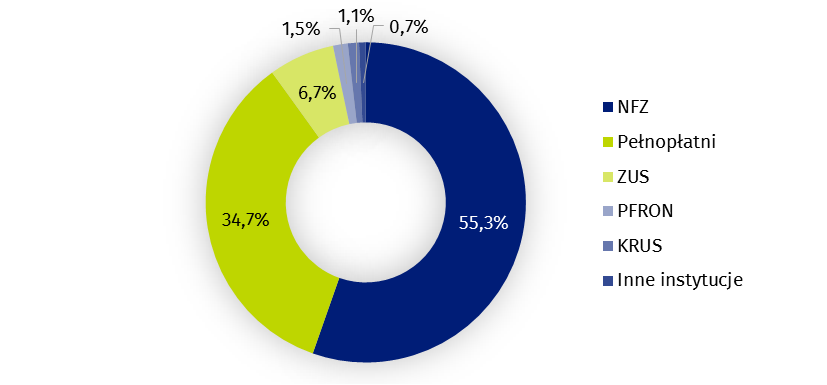 1,1%
1,5%
0,7%
6,7%
34,7%
55,3%
NFZ
Pełnopłatni
ZUS
PFRON
KRUS
Inne instytucje